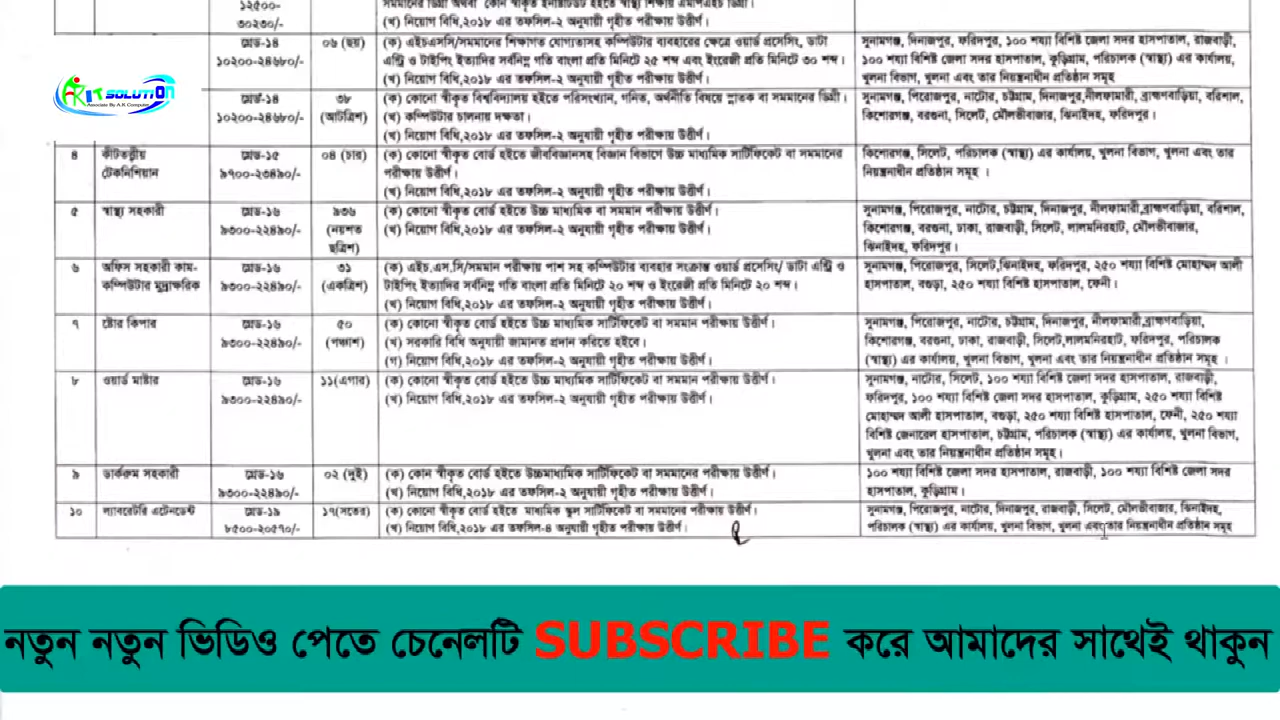 ১২৫০০-
৩০২৩০/-
সমমানের ডিগ্রী অথবা কোন স্বীকৃত ইনস্টিটিউট হইতে স্বাস্থ্য শিক্ষায় এমপিএইচ ডিগ্রী।
(খ) নিয়োগ বিধি,২০১৮ এর তফসিল-২ অনুযায়ী গৃহীত পরীক্ষায় উত্তীর্ণ।
গ্রেড-১৪
১০২০০-২৪৬৮০/-
০৬ (ছয়)
(ক) এইচএসসি/সমমানের শিক্ষাগত যোগ্যতাসহ কম্পিউটার ব্যবহারের ক্ষেত্রে ওয়ার্ড প্রসেসিং, ডাটা
এন্ট্রি ও টাইপিং ইত্যাদির সর্বনিম্ন গতি বাংলা প্রতি মিনিটে ২৫ শব্দ এবং ইংরেজী প্রতি মিনিটে ৩০ শব্দ।
(খ) নিয়োগ বিধি,২০১৮ এর তফসিল-২ অনুযায়ী গৃহীত পরীক্ষায় উত্তীর্ণ।
সুনামগঞ্জ, দিনাজপুর, ফরিদপুর, ১০০ শয্যা বিশিষ্ট জেলা সদর হাসপাতাল, রাজবাড়ী,
১০০ শয্যা বিশিষ্ট জেলা সদর হাসপাতাল, কুড়িগ্রাম, পরিচালক (স্বাস্থ্য) এর কার্যালয়,
খুলনা বিভাগ, খুলনা এবং তার নিয়ন্ত্রনাধীন প্রতিষ্ঠান সমূহ
IT SOLUTION
Associate By A.K Computer
গ্রেড-১৪
১০২০০-২৪৬৮০/-
৩৮
(আটত্রিশ)
(ক) কোনো স্বীকৃত বিশ্ববিদ্যালয় হইতে পরিসংখ্যান, গনিত, অর্থনীতি বিষয়ে স্নাতক বা সমমানের ডিগ্রী।
(খ) কম্পিউটার চালনায় দক্ষতা।
(খ) নিয়োগ বিধি,২০১৮ এর তফসিল-২ অনুযায়ী গৃহীত পরীক্ষায় উত্তীর্ণ।
সুনামগঞ্জ, পিরোজপুর, নাটোর, চট্টগ্রাম, দিনাজপুর,নীলফামারী, ব্রাহ্মণবাড়িয়া, বরিশাল,
কিশোরগঞ্জ, বরগুনা, সিলেট, মৌলভীবাজার, ঝিনাইদহ, ফরিদপুর।
৪
কীটতত্ত্বীয়
টেকনিশিয়ান
গ্রেড-১৫
৯৭০০-২৩৪৯০/-
০৪ (চার)
(ক) কোনো স্বীকৃত বোর্ড হইতে জীববিজ্ঞানসহ বিজ্ঞান বিভাগে উচ্চ মাধ্যমিক সার্টিফিকেট বা সমমানের
পরীক্ষায় উত্তীর্ণ।
(খ) নিয়োগ বিধি,২০১৮ এর তফসিল-২ অনুযায়ী গৃহীত পরীক্ষায় উত্তীর্ণ।
কিশোরগঞ্জ, সিলেট, পরিচালক (স্বাস্থ্য) এর কার্যালয়, খুলনা বিভাগ, খুলনা এবং তার
নিয়ন্ত্রনাধীন প্রতিষ্ঠান সমূহ ।
৫
স্বাস্থ্য সহকারী
গ্রেড-১৬
৯৩০০-২২৪৯০/-
৯৩৬
(নয়শত
ছত্রিশ)
(ক) কোনো স্বীকৃত বোর্ড হইতে উচ্চ মাধ্যমিক বা সমমান পরীক্ষায় উত্তীর্ণ।
(খ) নিয়োগ বিধি,২০১৮ এর তফসিল-২ অনুযায়ী গৃহীত পরীক্ষায় উত্তীর্ণ।
সুনামগঞ্জ, পিরোজপুর, নাটোর, চট্টগ্রাম, দিনাজপুর, নীলফামারী,ব্রাহ্মণবাড়িয়া, বরিশাল,
কিশোরগঞ্জ, বরগুনা, ঢাকা, রাজবাড়ী, সিলেট, লালমনিরহাট, মৌলভীবাজার,
ঝিনাইদহ, ফরিদপুর।
৬
অফিস সহকারী কাম-
কম্পিউটার মুদ্রাক্ষরিক
গ্রেড-১৬
৯৩০০-২২৪৯০/-
৩১
(একত্রিশ)
(ক) এইচ.এস.সি/সমমান পরীক্ষায় পাশ সহ কম্পিউটার ব্যবহার সংক্রান্ত ওয়ার্ড প্রসেসিং/ ডাটা এন্ট্রি ও
টাইপিং ইত্যাদির সর্বনিম্ন গতি বাংলা প্রতি মিনিটে ২০ শব্দ ও ইংরেজী প্রতি মিনিটে ২০ শব্দ।
(খ) নিয়োগ বিধি,২০১৮ এর তফসিল-২ অনুযায়ী গৃহীত পরীক্ষায় উত্তীর্ণ।
সুনামগঞ্জ, পিরোজপুর, সিলেট,ঝিনাইদহ, ফরিদপুর, ২৫০ শয্যা বিশিষ্ট মোহাম্মদ আলী
হাসপাতাল, বগুড়া, ২৫০ শয্যা বিশিষ্ট হাসপাতাল, ফেনী।
৭
ষ্টোর কিপার
গ্রেড-১৬
৯৩০০-২২৪৯০/-
৫০
(পঞ্চাশ)
(ক) কোনো স্বীকৃত বোর্ড হইতে উচ্চ মাধ্যমিক সার্টিফিকেট বা সমমান পরীক্ষায় উত্তীর্ণ।
(খ) সরকারি বিধি অনুযায়ী জামানত প্রদান করিতে হইবে।
(গ) নিয়োগ বিধি,২০১৮ এর তফসিল-২ অনুযায়ী গৃহীত পরীক্ষায় উত্তীর্ণ।
সুনামগঞ্জ, পিরোজপুর, নাটোর, চট্টগ্রাম, দিনাজপুর, নীলফামারী,ব্রাহ্মণবাড়িয়া,
কিশোরগঞ্জ, বরগুনা, ঢাকা, রাজবাড়ী, সিলেট,লালমনিরহাট, ফরিদপুর, পরিচালক
(স্বাস্থ্য) এর কার্যালয়, খুলনা বিভাগ, খুলনা এবং তার নিয়ন্ত্রনাধীন প্রতিষ্ঠান সমূহ ।
৮
ওয়ার্ড মাষ্টার
গ্রেড-১৬
৯৩০০-২২৪৯০/-
১১(এগার)
(ক) কোনো স্বীকৃত বোর্ড হইতে উচ্চ মাধ্যমিক সার্টিফিকেট বা সমমান পরীক্ষায় উত্তীর্ণ।
(খ) নিয়োগ বিধি,২০১৮ এর তফসিল-২ অনুযায়ী গৃহীত পরীক্ষায় উত্তীর্ণ।
সুনামগঞ্জ, নাটোর, সিলেট, ১০০ শয্যা বিশিষ্ট জেলা সদর হাসপাতাল, রাজবাড়ী,
ফরিদপুর, ১০০ শয্যা বিশিষ্ট জেলা সদর হাসপাতাল, কুড়িগ্রাম, ২৫০ শয্যা বিশিষ্ট
মোহাম্মদ আলী হাসপাতাল, বগুড়া, ২৫০ শয্যা বিশিষ্ট হাসপাতাল, ফেনী, ২৫০ শয্যা
বিশিষ্ট জেনারেল হাসপাতাল, চট্টগ্রাম, পরিচালক (স্বাস্থ্য) এর কার্যালয়, খুলনা বিভাগ,
খুলনা এবং তার নিয়ন্ত্রনাধীন প্রতিষ্ঠান সমূহ।
৯
ডার্করুম সহকারী
গ্রেড-১৬
৯৩০০-২২৪৯০/-
০২ (দুই)
(ক) কোন স্বীকৃত বোর্ড হইতে উচ্চমাধ্যমিক সার্টিফিকেট বা সমমানের পরীক্ষায় উত্তীর্ণ।
(খ) নিয়োগ বিধি,২০১৮ এর তফসিল-২ অনুযায়ী গৃহীত পরীক্ষায় উত্তীর্ণ।
১০০ শয্যা বিশিষ্ট জেলা সদর হাসপাতাল, রাজবাড়ী, ১০০ শয্যা বিশিষ্ট জেলা সদর
হাসপাতাল, কুড়িগ্রাম।
১০
ল্যাবরেটরি এটেনডেন্ট
গ্রেড-১৯
৮৫০০-২০৫৭০/-
১৭(সতের)
(ক) কোনো স্বীকৃত বোর্ড হইতে মাধ্যমিক স্কুল সার্টিফিকেট বা সমমানের পরীক্ষায় উত্তীর্ণ।
(খ) নিয়োগ বিধি,২০১৮ এর তফসিল-৪ অনুযায়ী গৃহীত পরীক্ষায় উত্তীর্ণ।
সুনামগঞ্জ, পিরোজপুর, নাটোর, দিনাজপুর, রাজবাড়ী, সিলেট, মৌলভীবাজার, ঝিনাইদহ,
পরিচালক (স্বাস্থ্য) এর কার্যালয়, খুলনা বিভাগ, খুলনা এবং তার নিয়ন্ত্রনাধীন প্রতিষ্ঠান সমূহ
নতুন নতুন ভিডিও পেতে চেনেলটি SUBSCRIBE করে আমাদের সাথেই থাকুন